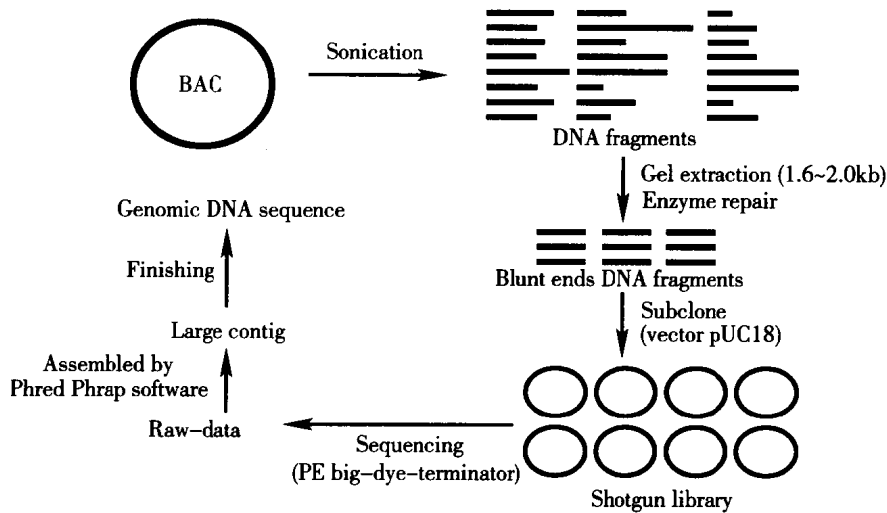 BAC
Sonication
DNA fragments
Gel extraction (1.6~2.0kb)
Enzyme repair
Blunt ends DNA fragments
Subclone
(vector pUC18)
Shotgun library
Sequencing
(PE big-dye-terminator)
Raw-data
Assembled by
Phred Phrap software
Large contig
Finishing
Genomic DNA sequence